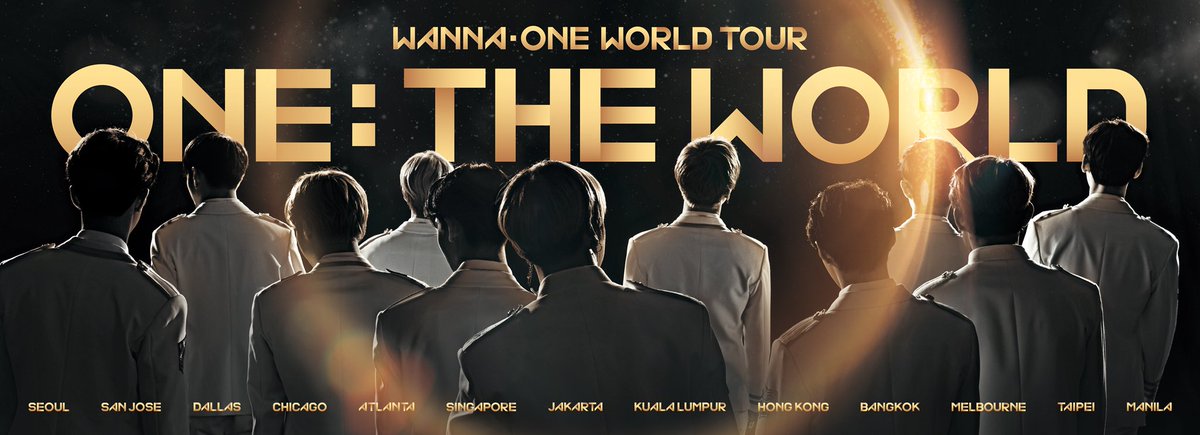 WANNA·ONE WORLD TOUR
ONE: THE WORLD
SEOUL SAN JOSE DALLAS CHICAGO ATLANTA SINGAPORE JAKARTA KUALA LUMPUR HONG KONG BANGKOK MELBOURNE TAIPEI MANILA